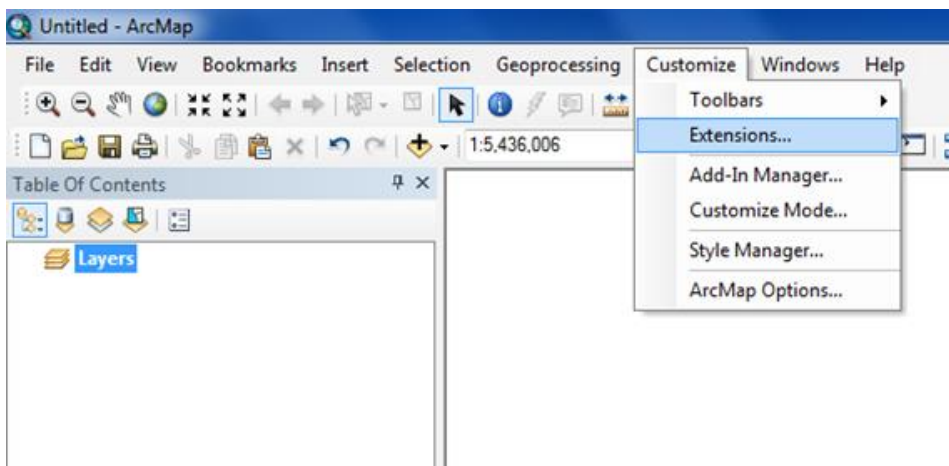 Untitled - ArcMap
File Edit View Bookmarks Insert Selection Geoprocessing Customize Windows Help
Toolbars
1:5,436,006
Extensions...
Table Of Contents
Add-In Manager...
Customize Mode...
Layers
Style Manager...
ArcMap Options...